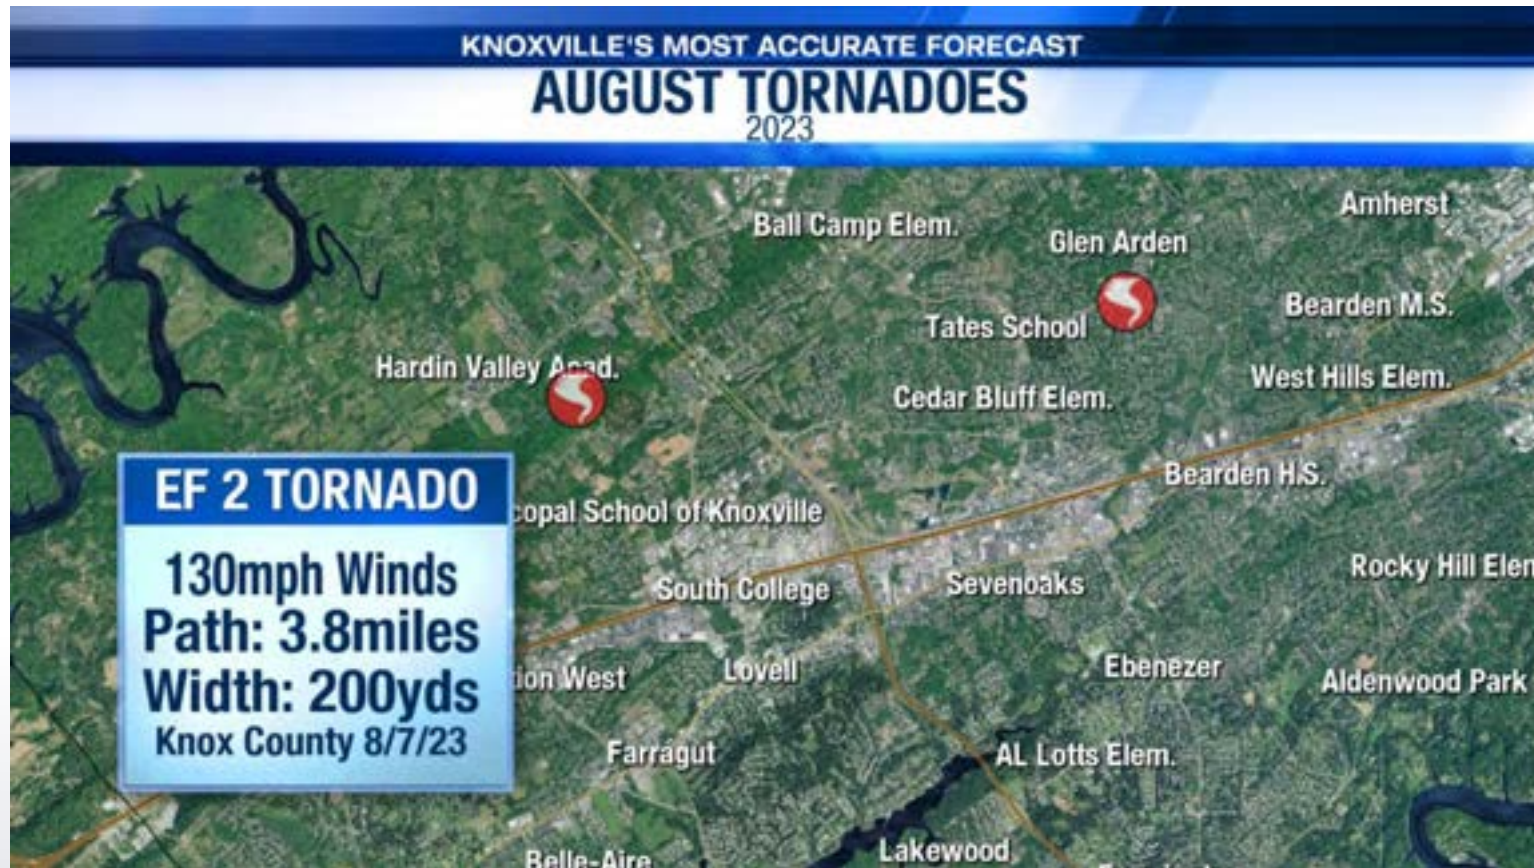 KNOXVILLE'S MOST ACCURATE FORECAST
AUGUST TORNADOES
2023
Amherst
Ball Camp Elem.
Glen Arden
Bearden M.S.
Tates School
Hardin Valley Acad.
West Hills Elem.
Cedar Bluff Elem.
Bearden H.S.
EF 2 TORNADO
copal School of Knoxville
130mph Winds
Rocky Hill Elem
South College
Sevenoaks
Path: 3.8miles
Width: 200yds
ion West
Lovell
Ebenezer
Aldenwood Park
Knox County 8/7/23
Farragut
AL Lotts Elem.
Lakewood
Belle-Aire